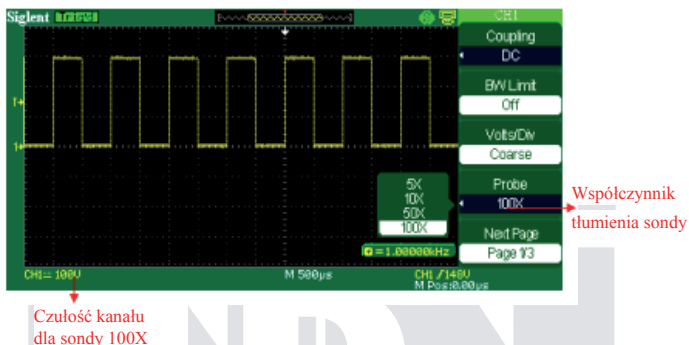 Siglent
CH1
Coupling
DC
BW Limit
Off
Volts/Div
Coarse
Probe
100X
Next Page
Page 1/3
5X
10X
50X
100X
=1.00000kHz
CH1 100V
M 500µs
CH1 /148V
M Pos:0.00µs
Współczynnik
tłumienia sondy
Czułość kanału
dla sondy 100X